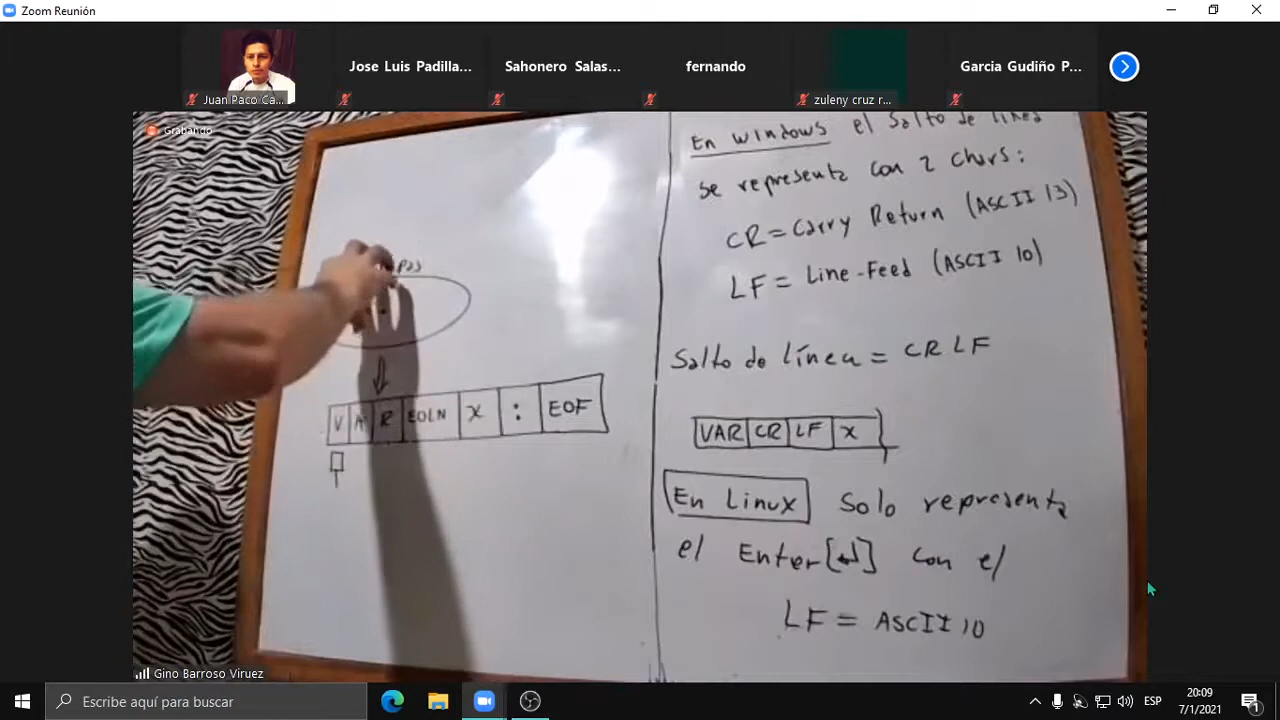 Zoom Reunión
Juan Paco Ca...
Jose Luis Padilla...
Sahonero Salas...
fernando
zuleny cruz r...
Garcia Gudiño P...
Grabando
V A R EOLN X : EOF
En windows el Salto de línea
se representa con 2 chars:
CR = Carry Return (ASCII 13)
LF = Line-Feed (ASCII 10)
Salto de línea = CR LF
VAR CR LF X
En Linux Solo representa
el Enter [↵] con el
LF = ASCII 10
Gino Barroso Viruez
Escribe aquí para buscar
ESP
20:09
7/1/2021
1